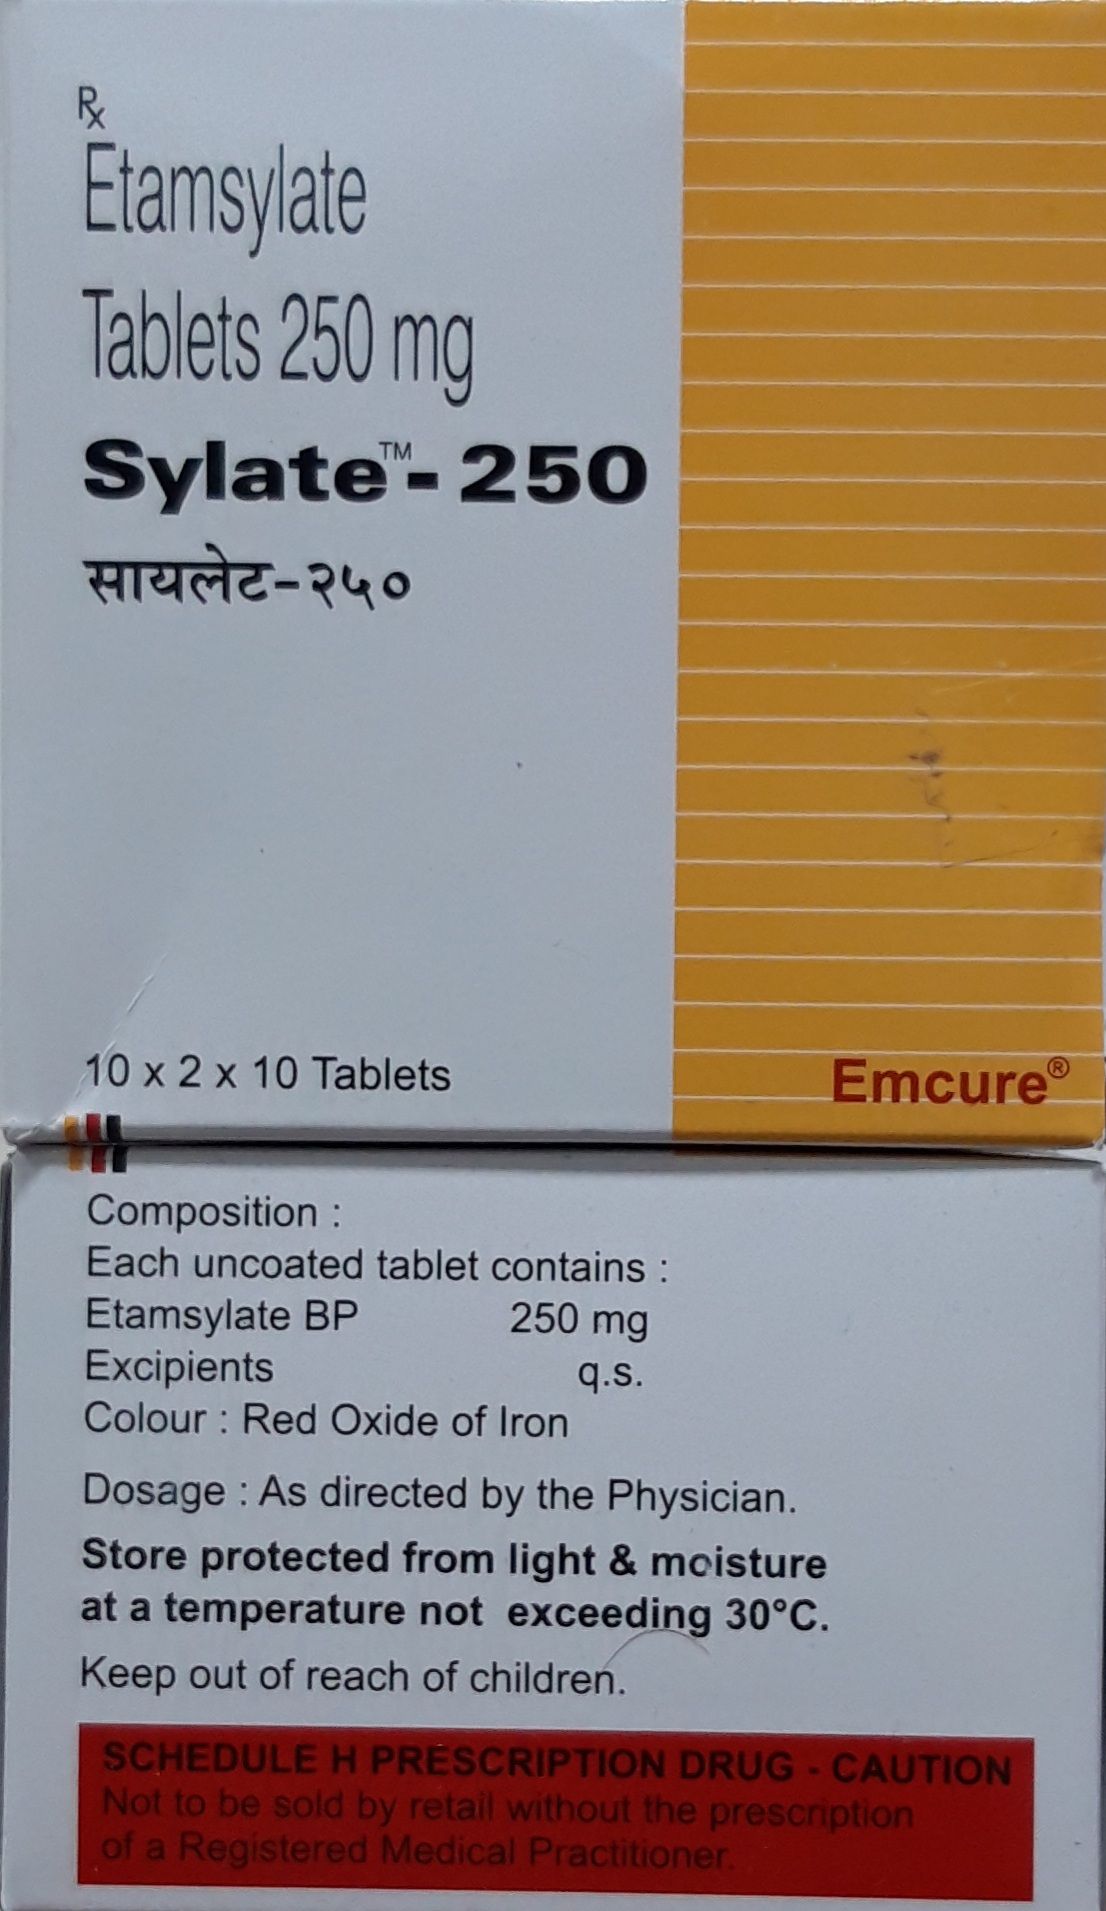 Rx
Etamsylate
Tablets 250 mg
Sylate™- 250
सायलेट-२५०
10 x 2 x 10 Tablets
Emcure®
Composition :
Each uncoated tablet contains :
Etamsylate BP 250 mg
Excipients q.s.
Colour : Red Oxide of Iron
Dosage : As directed by the Physician.
Store protected from light & moisture
at a temperature not exceeding 30°C.
Keep out of reach of children.
SCHEDULE H PRESCRIPTION DRUG - CAUTION
Not to be sold by retail without the prescription
of a Registered Medical Practitioner.